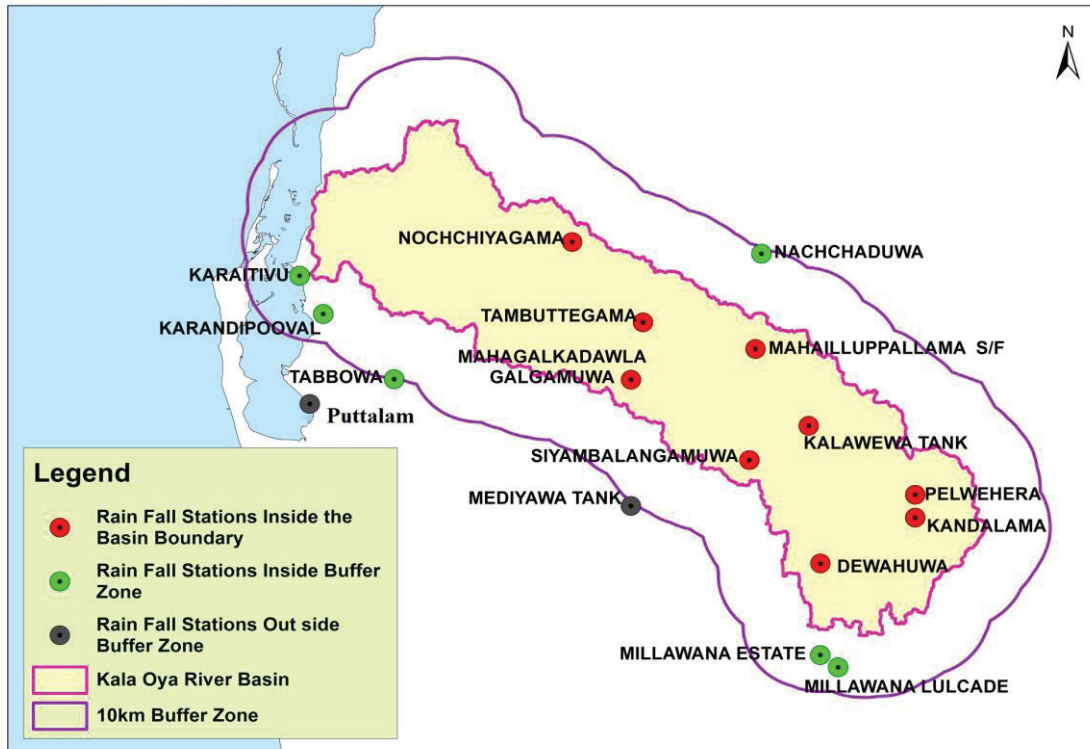 N
NOCHCHIYAGAMA
NACHCHADUWA
KARAITIVU
KARANDIPOOVAL
TAMBUTTEGAMA
MAHAILLUPPALLAMA S/F
MAHAGALKADAWLA
GALGAMUWA
TABBOWA
Puttalam
KALAWEWA TANK
SIYAMBALANGAMUWA
MEDIYAWA TANK
PELWEHERA
KANDALAMA
DEWAHUWA
MILLAWANA ESTATE
MILLAWANA LULCADE
Legend
Rain Fall Stations Inside the
Basin Boundary
Rain Fall Stations Inside Buffer
Zone
Rain Fall Stations Out side
Buffer Zone
Kala Oya River Basin
10km Buffer Zone